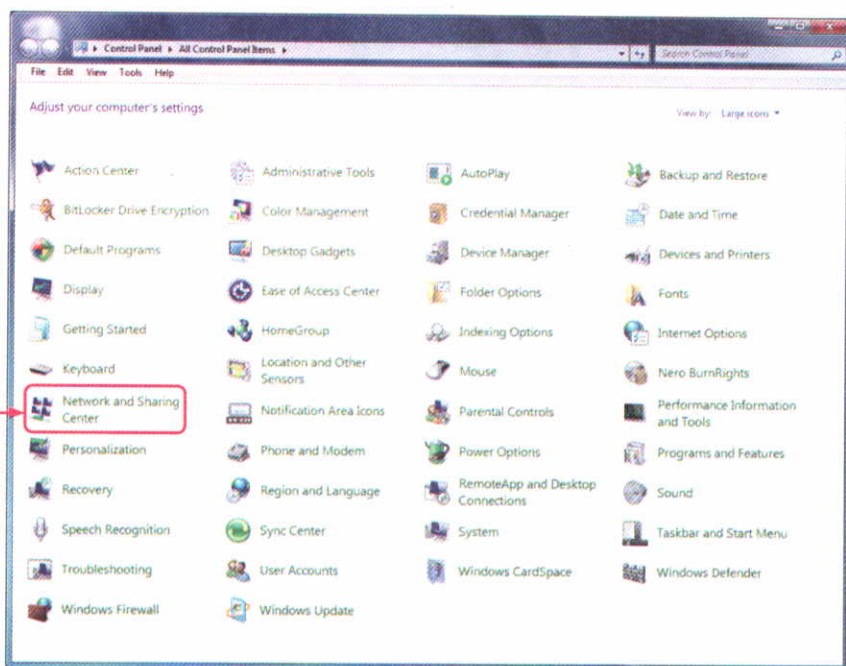 Control Panel ▸ All Control Panel Items ▸
Search Control Panel
File Edit View Tools Help
Adjust your computer's settings
View by: Large icons
Action Center
Administrative Tools
AutoPlay
Backup and Restore
BitLocker Drive Encryption
Color Management
Credential Manager
Date and Time
Default Programs
Desktop Gadgets
Device Manager
Devices and Printers
Display
Ease of Access Center
Folder Options
Fonts
Getting Started
HomeGroup
Indexing Options
Internet Options
Keyboard
Location and Other
Sensors
Mouse
Nero BurnRights
Network and Sharing
Center
Notification Area Icons
Parental Controls
Performance Information
and Tools
Personalization
Phone and Modem
Power Options
Programs and Features
Recovery
Region and Language
RemoteApp and Desktop
Connections
Sound
Speech Recognition
Sync Center
System
Taskbar and Start Menu
Troubleshooting
User Accounts
Windows CardSpace
Windows Defender
Windows Firewall
Windows Update